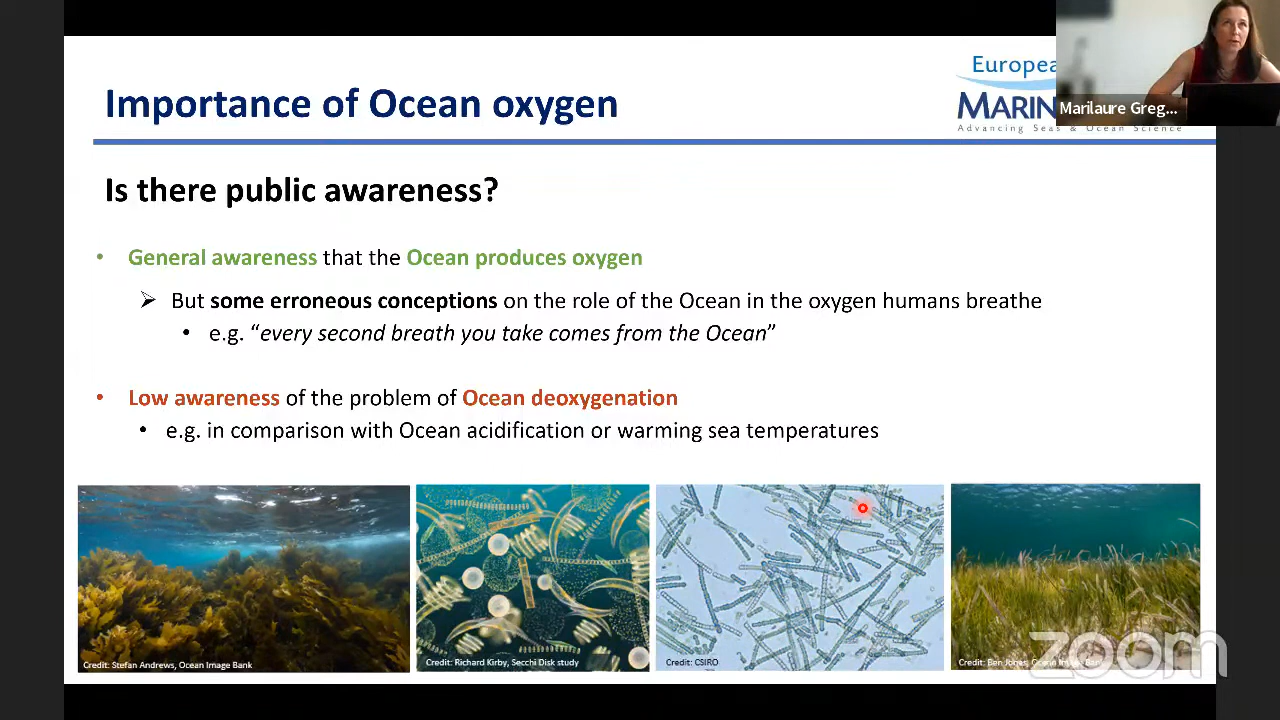 Importance of Ocean oxygen
Europe
MARIN
Advancing Seas & Ocean Science
Marilaure Greg...
Is there public awareness?
• General awareness that the Ocean produces oxygen
➢ But some erroneous conceptions on the role of the Ocean in the oxygen humans breathe
• e.g. “every second breath you take comes from the Ocean”
• Low awareness of the problem of Ocean deoxygenation
• e.g. in comparison with Ocean acidification or warming sea temperatures
Credit: Stefan Andrews, Ocean Image Bank
Credit: Richard Kirby, Secchi Disk study
Credit: CSIRO
Credit: Ben Jones, Ocean Image Ban
zoom